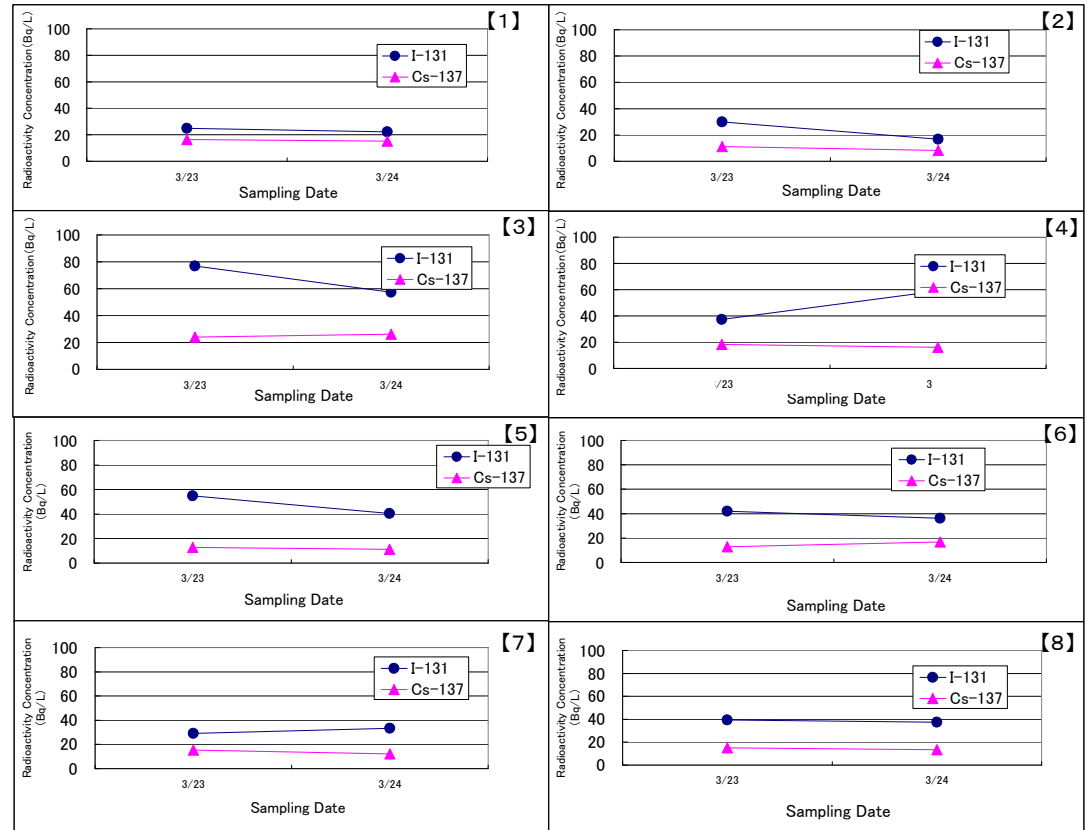 【1】
Radioactivity Concentration(Bq/L)
100
80
60
40
20
0
I-131
Cs-137
3/23
3/24
Sampling Date
【2】
Radioactivity Concentration(Bq/L)
100
80
60
40
20
0
I-131
Cs-137
3/23
3/24
Sampling Date
【3】
Radioactivity Concentration(Bq/L)
100
80
60
40
20
0
I-131
Cs-137
3/23
3/24
Sampling Date
【4】
Radioactivity Concentration(Bq/L)
100
80
60
40
20
0
I-131
Cs-137
/23
3
Sampling Date
【5】
Radioactivity Concentration
(Bq/L)
100
80
60
40
20
0
I-131
Cs-137
3/23
3/24
Sampling Date
【6】
Radioactivity Concentration
(Bq/L)
100
80
60
40
20
0
I-131
Cs-137
3/23
3/24
Sampling Date
【7】
Radioactivity Concentration
(Bq/L)
100
80
60
40
20
0
I-131
Cs-137
3/23
3/24
Sampling Date
【8】
Radioactivity Concentration
(Bq/L)
100
80
60
40
20
0
I-131
Cs-137
3/23
3/24
Sampling Date